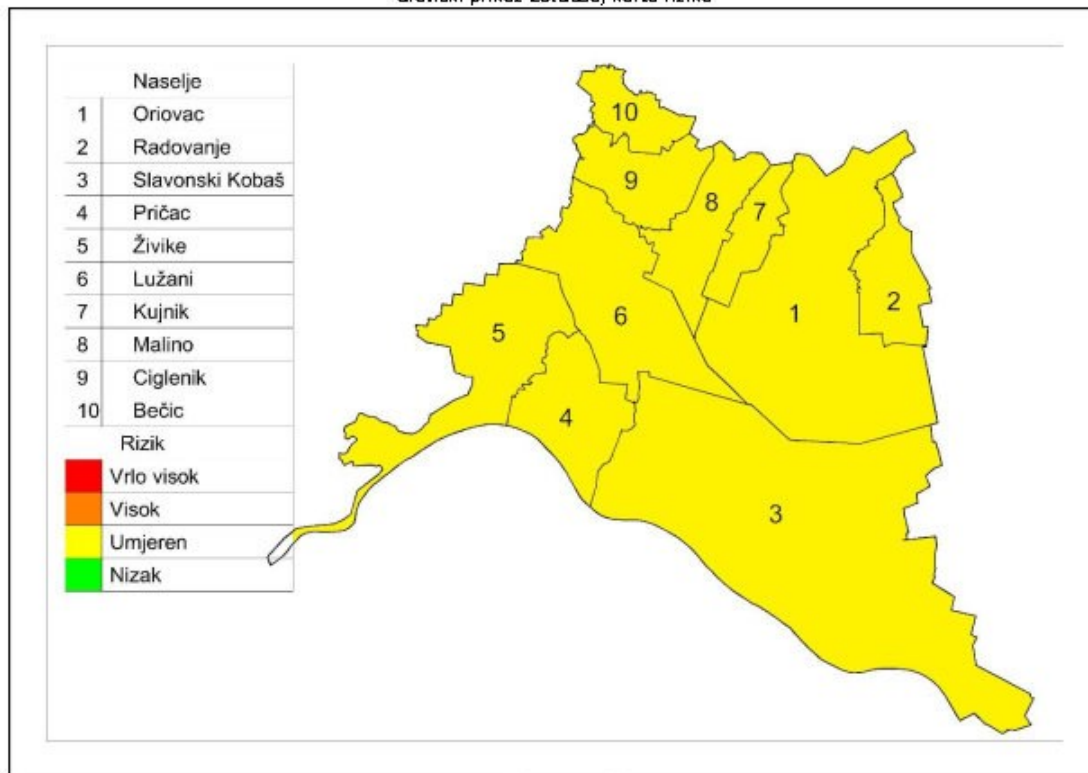 Naselje
1 Oriovac
2 Radovanje
3 Slavonski Kobaš
4 Pričac
5 Živike
6 Lužani
7 Kujnik
8 Malino
9 Ciglenik
10 Bečic
Rizik
Vrlo visok
Visok
Umjeren
Nizak
10
9
8
7
1
2
6
5
4
3